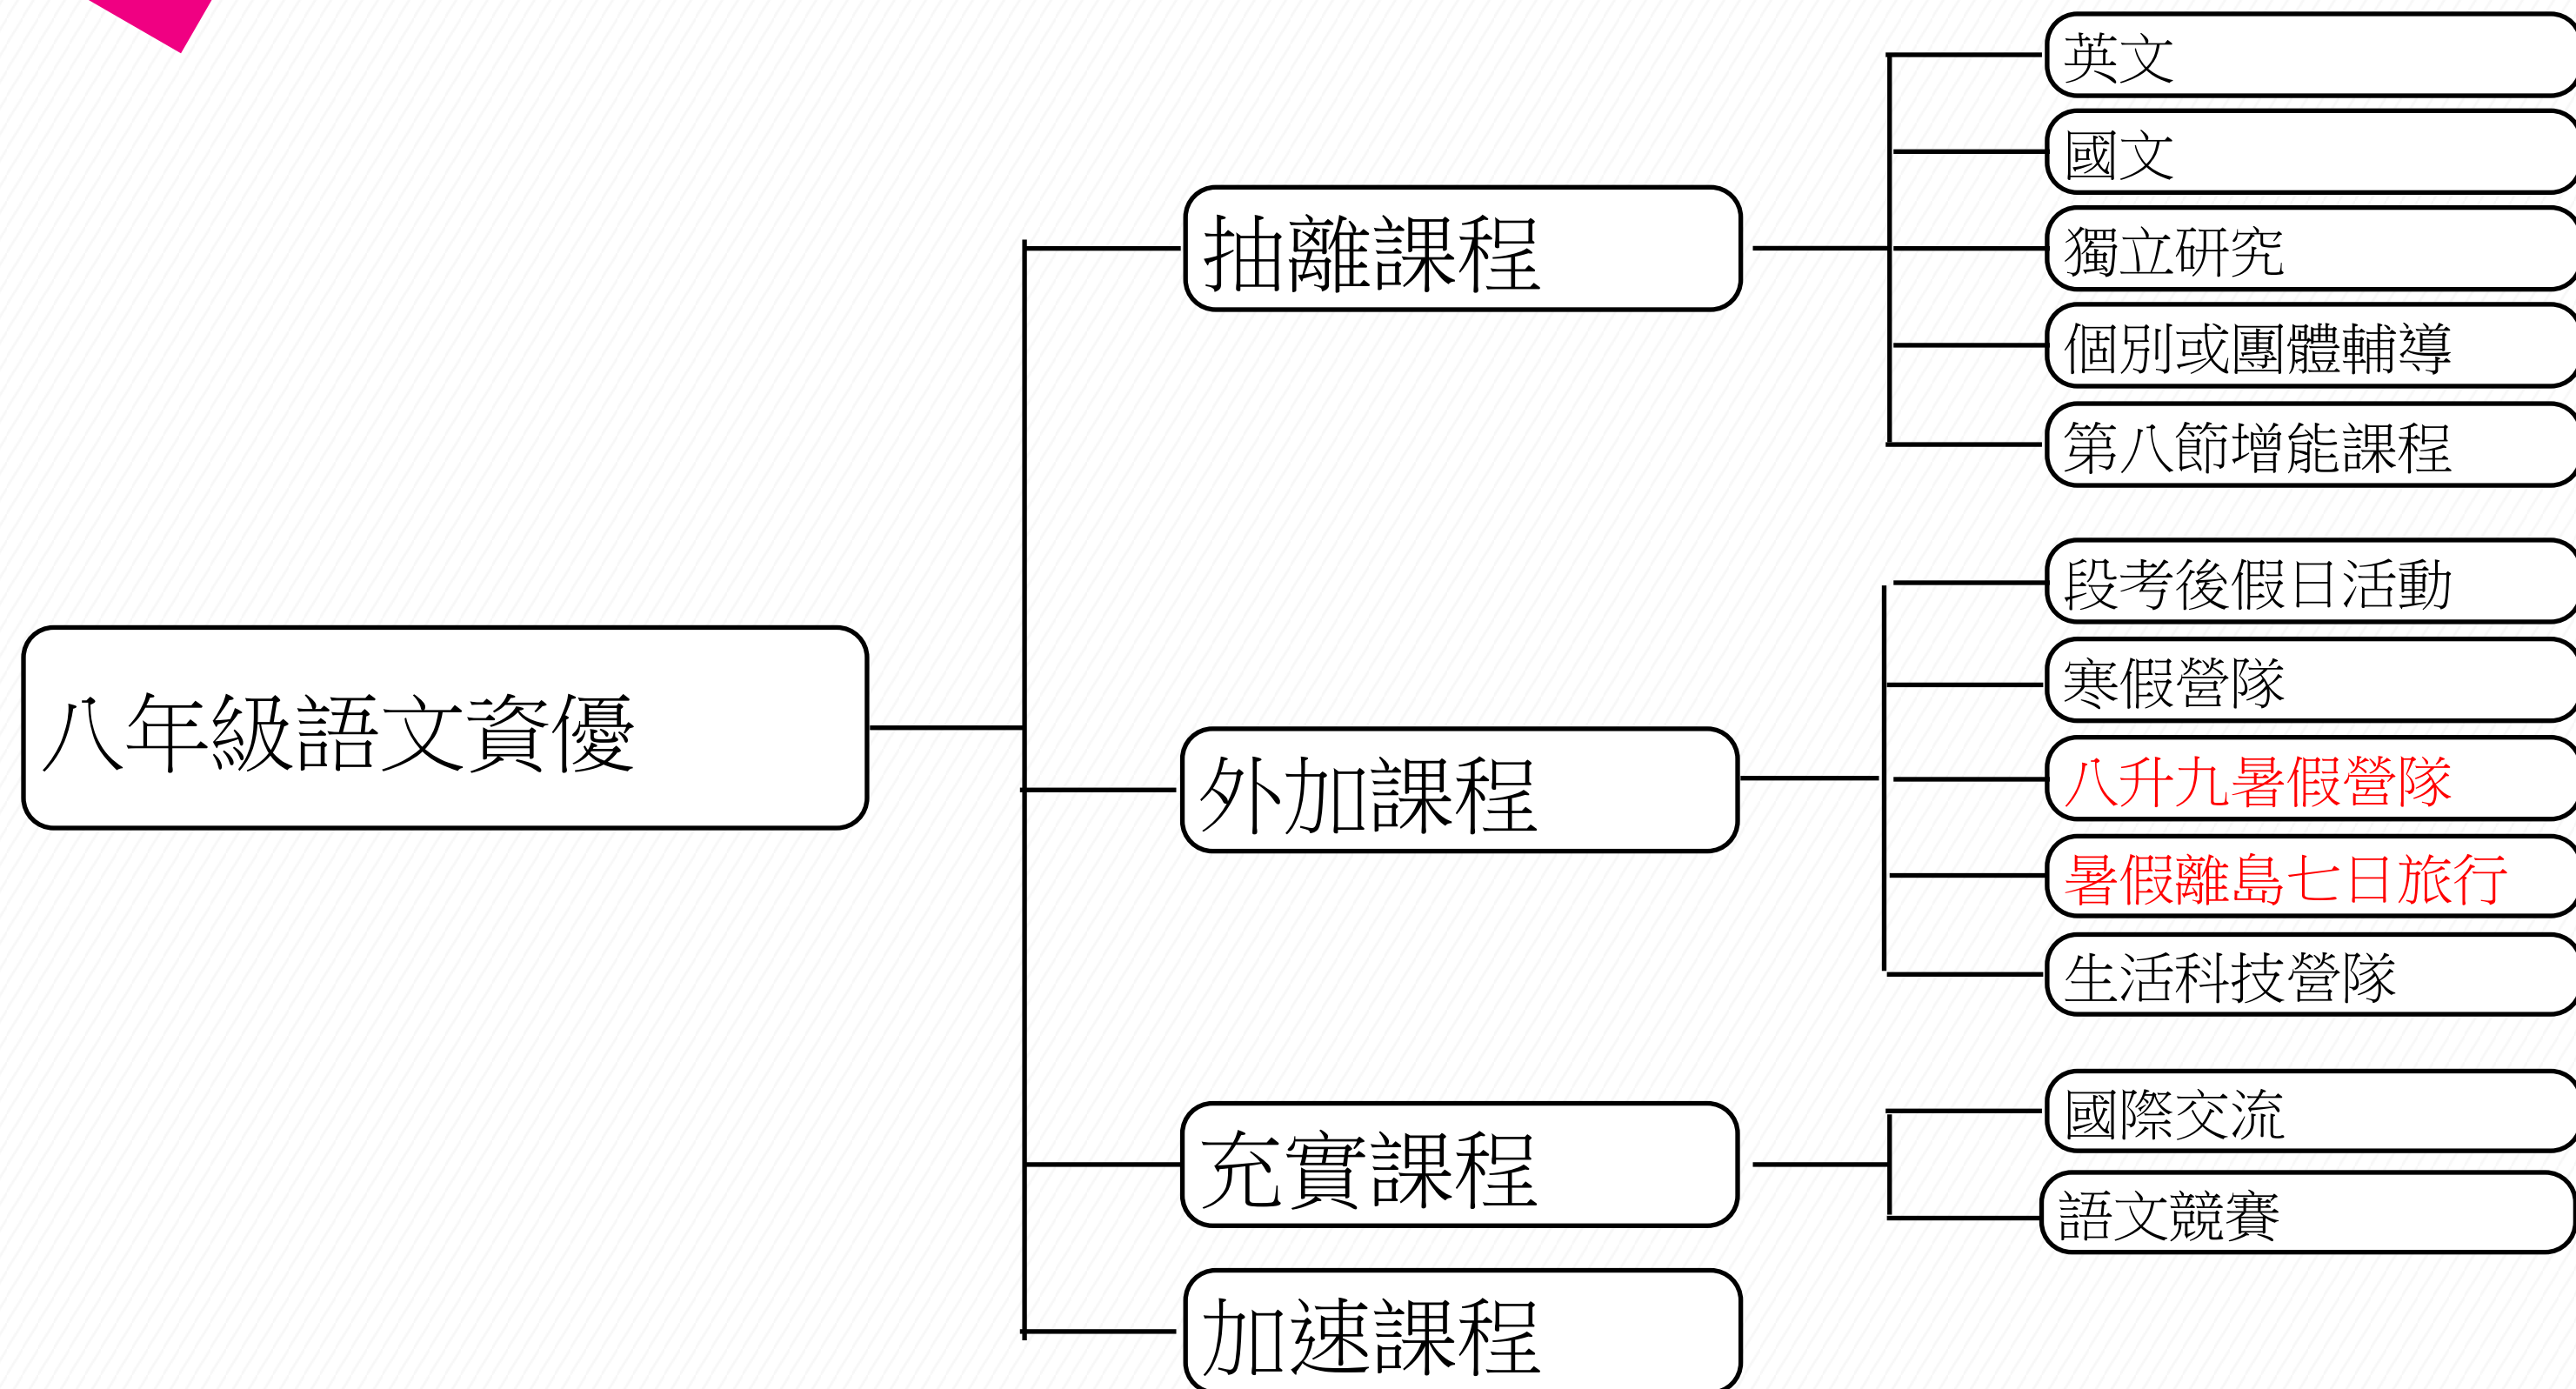 八年級語文資優
抽離課程
英文
國文
獨立研究
個別或團體輔導
第八節增能課程
外加課程
段考後假日活動
寒假營隊
八升九暑假營隊
暑假離島七日旅行
生活科技營隊
充實課程
國際交流
語文競賽
加速課程